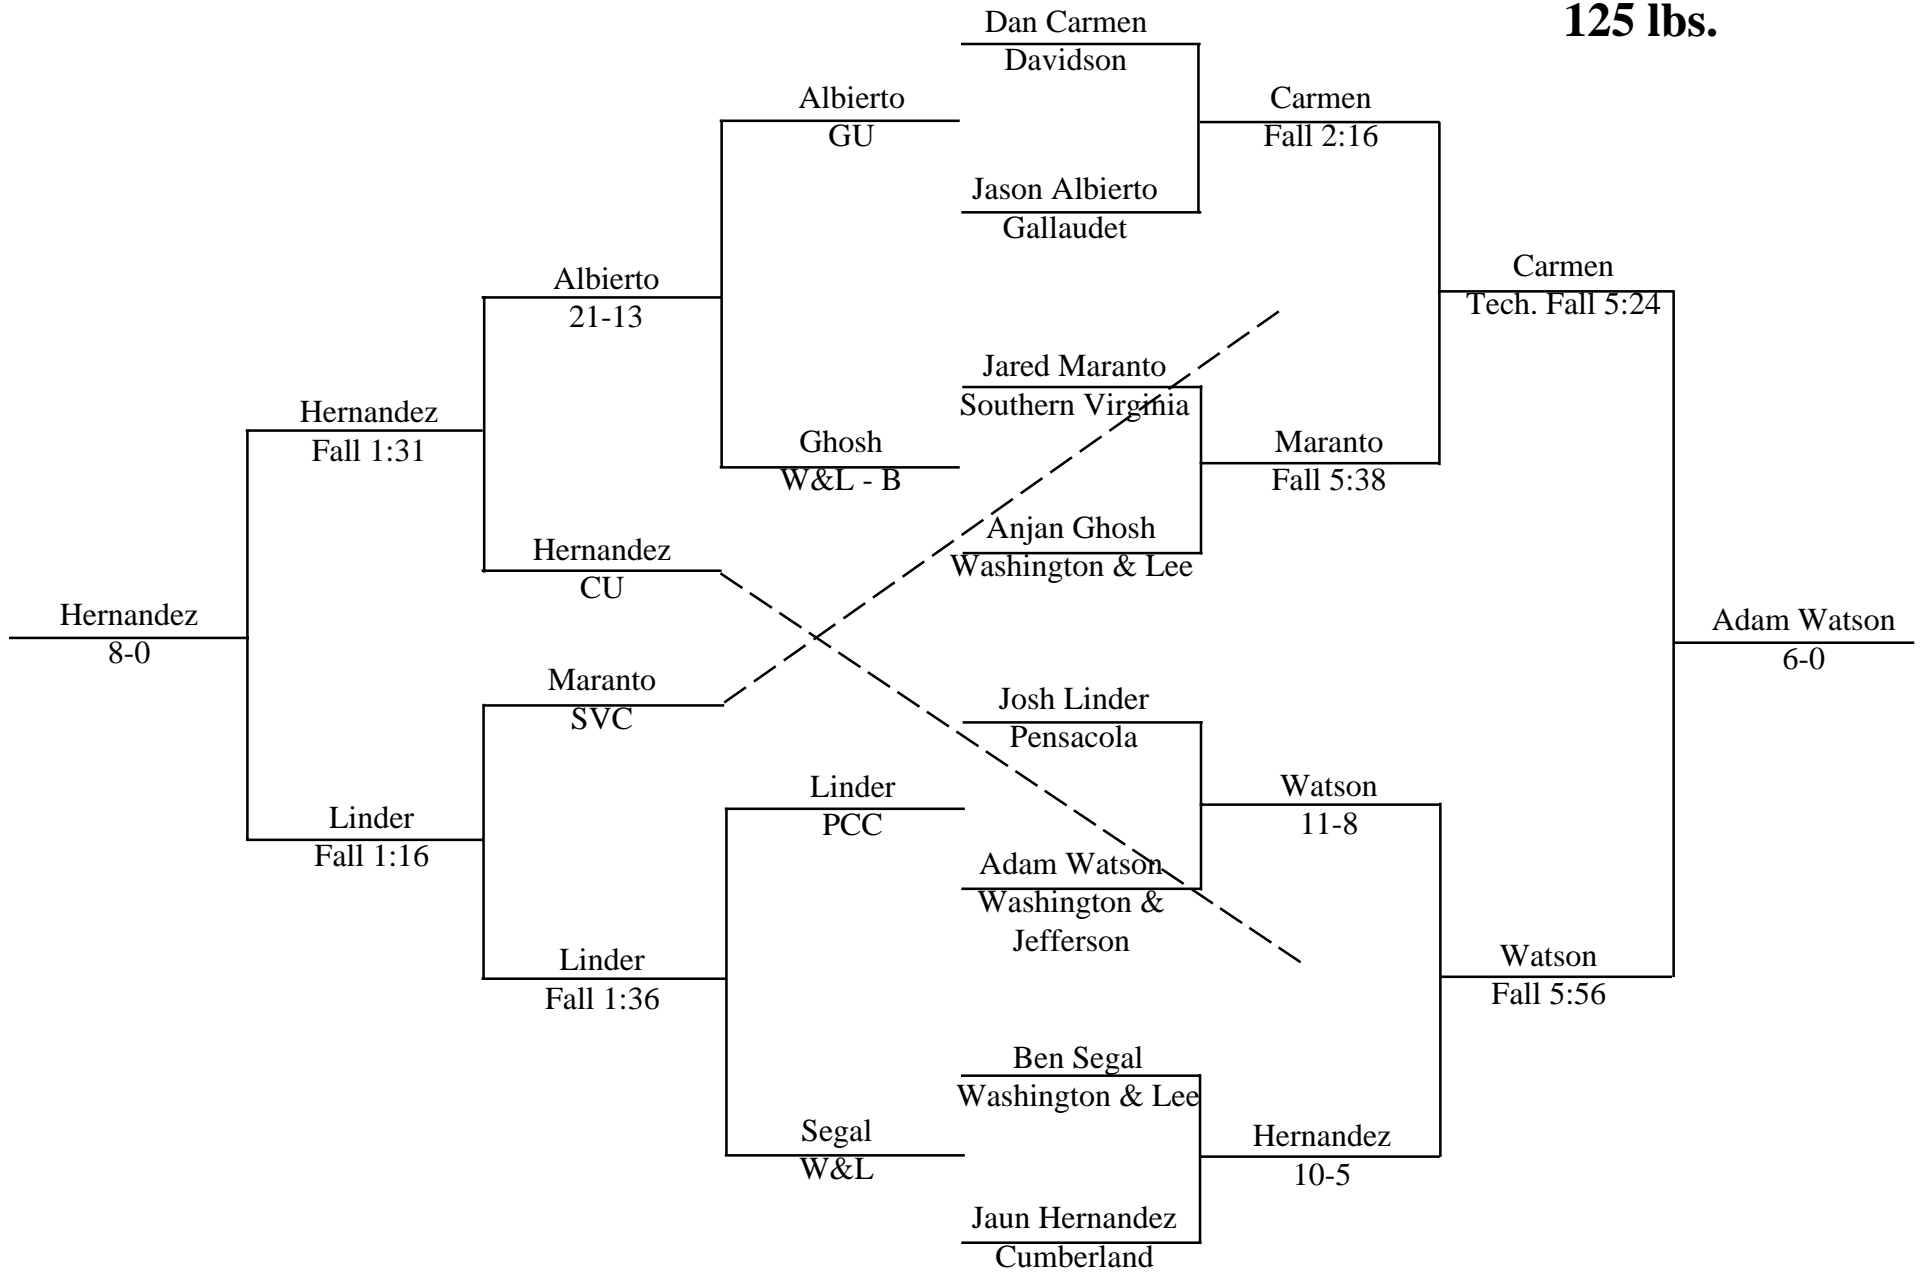 125 lbs.
Dan Carmen
Davidson
Albierto
GU
Carmen
Fall 2:16
Jason Albierto
Gallaudet
Albierto
21-13
Carmen
Tech. Fall 5:24
Jared Maranto
Southern Virginia
Hernandez
Fall 1:31
Ghosh
W&L - B
Maranto
Fall 5:38
Anjan Ghosh
Washington & Lee
Hernandez
CU
Hernandez
8-0
Adam Watson
6-0
Maranto
SVC
Josh Linder
Pensacola
Linder
PCC
Watson
11-8
Linder
Fall 1:16
Adam Watson
Washington &
Jefferson
Linder
Fall 1:36
Watson
Fall 5:56
Ben Segal
Washington & Lee
Segal
W&L
Hernandez
10-5
Jaun Hernandez
Cumberland